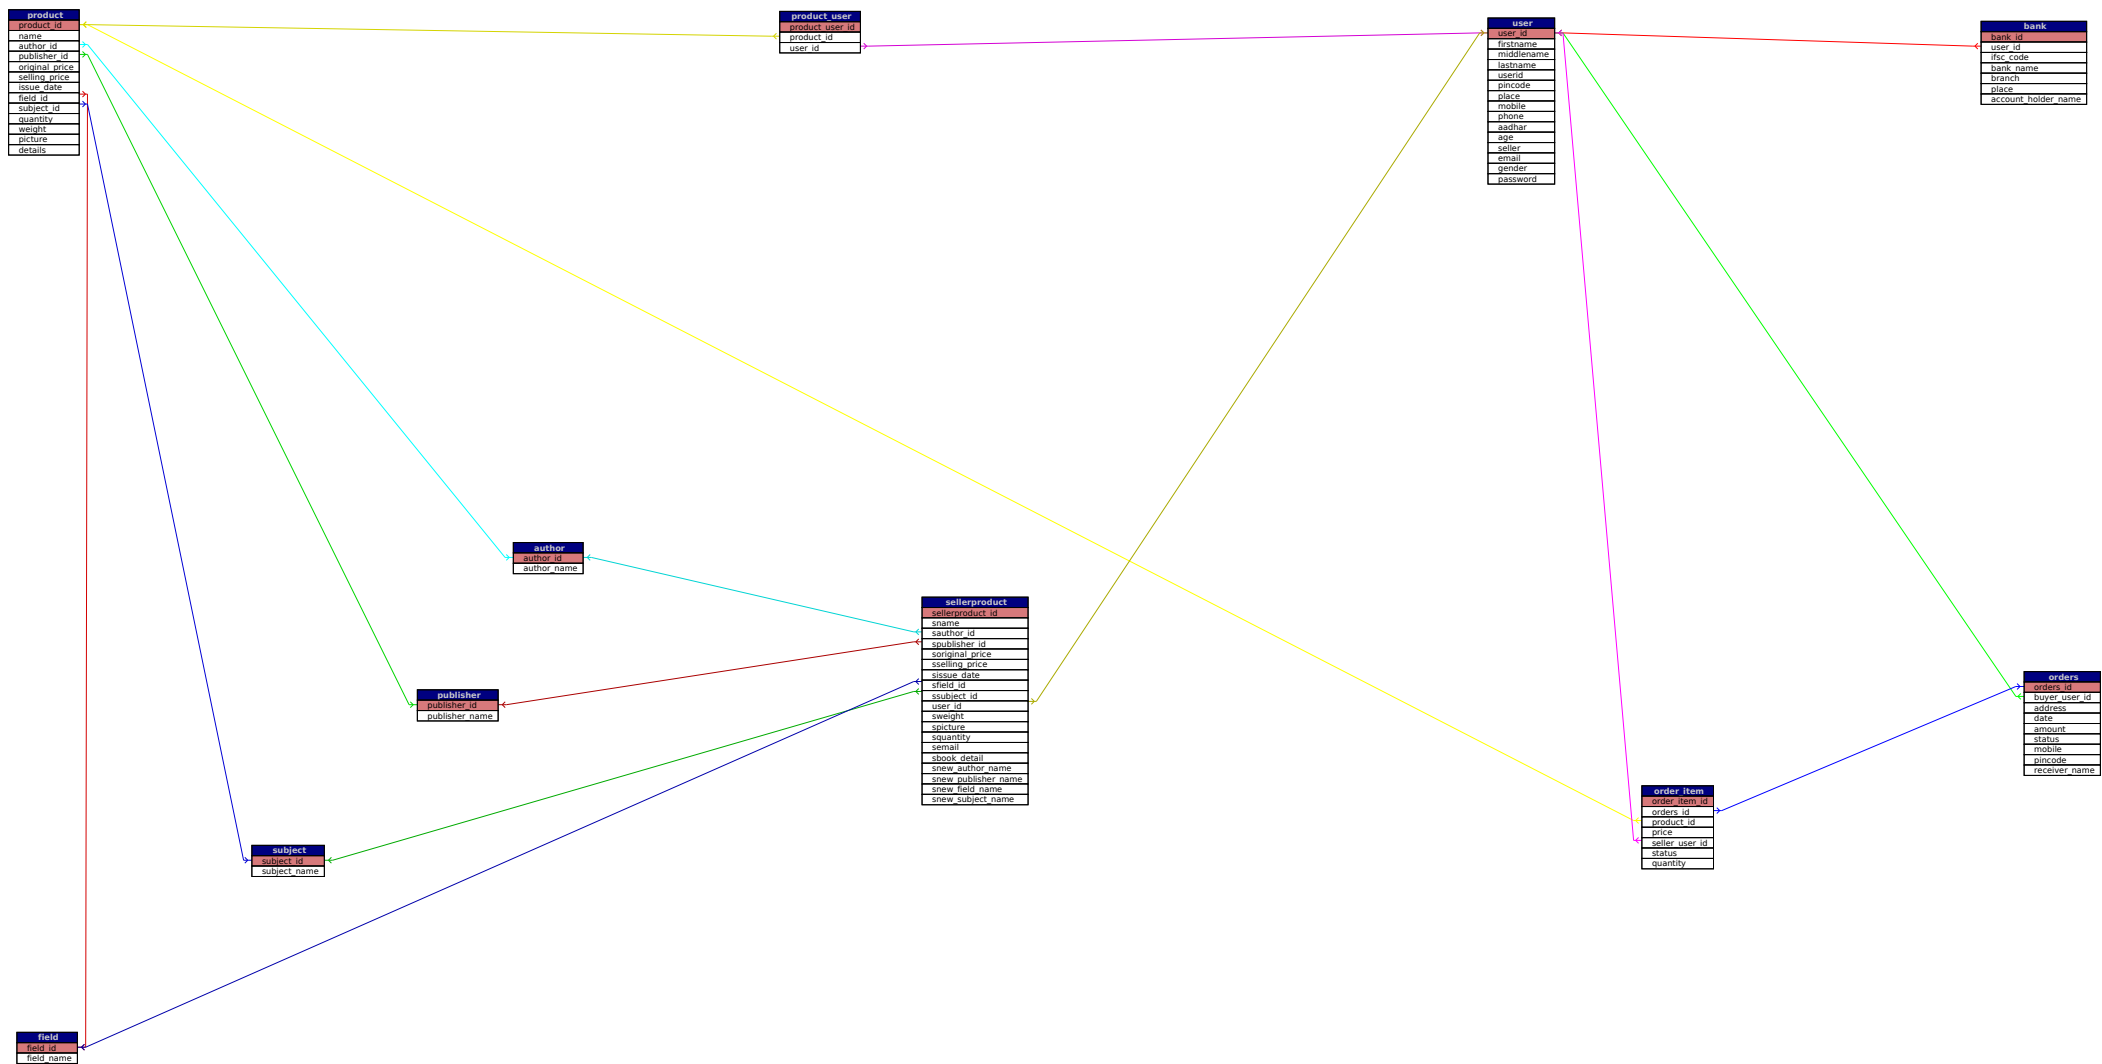 product
product_id
name
author_id
publisher_id
original_price
selling_price
issue_date
field_id
subject_id
quantity
weight
picture
details
product_user
product_user_id
product_id
user_id
user
user_id
firstname
middlename
lastname
userid
pincode
place
mobile
phone
aadhar
age
seller
email
gender
password
bank
bank_id
user_id
ifsc_code
bank_name
branch
place
account_holder_name
author
author_id
author_name
sellerproduct
sellerproduct_id
sname
sauthor_id
spublisher_id
soriginal_price
sselling_price
sissue_date
sfield_id
ssubject_id
user_id
sweight
spicture
squantity
semail
sbook_detail
snew_author_name
snew_publisher_name
snew_field_name
snew_subject_name
publisher
publisher_id
publisher_name
orders
orders_id
buyer_user_id
address
date
amount
status
mobile
pincode
receiver_name
order_item
order_item_id
orders_id
product_id
price
seller_user_id
status
quantity
subject
subject_id
subject_name
field
field_id
field_name